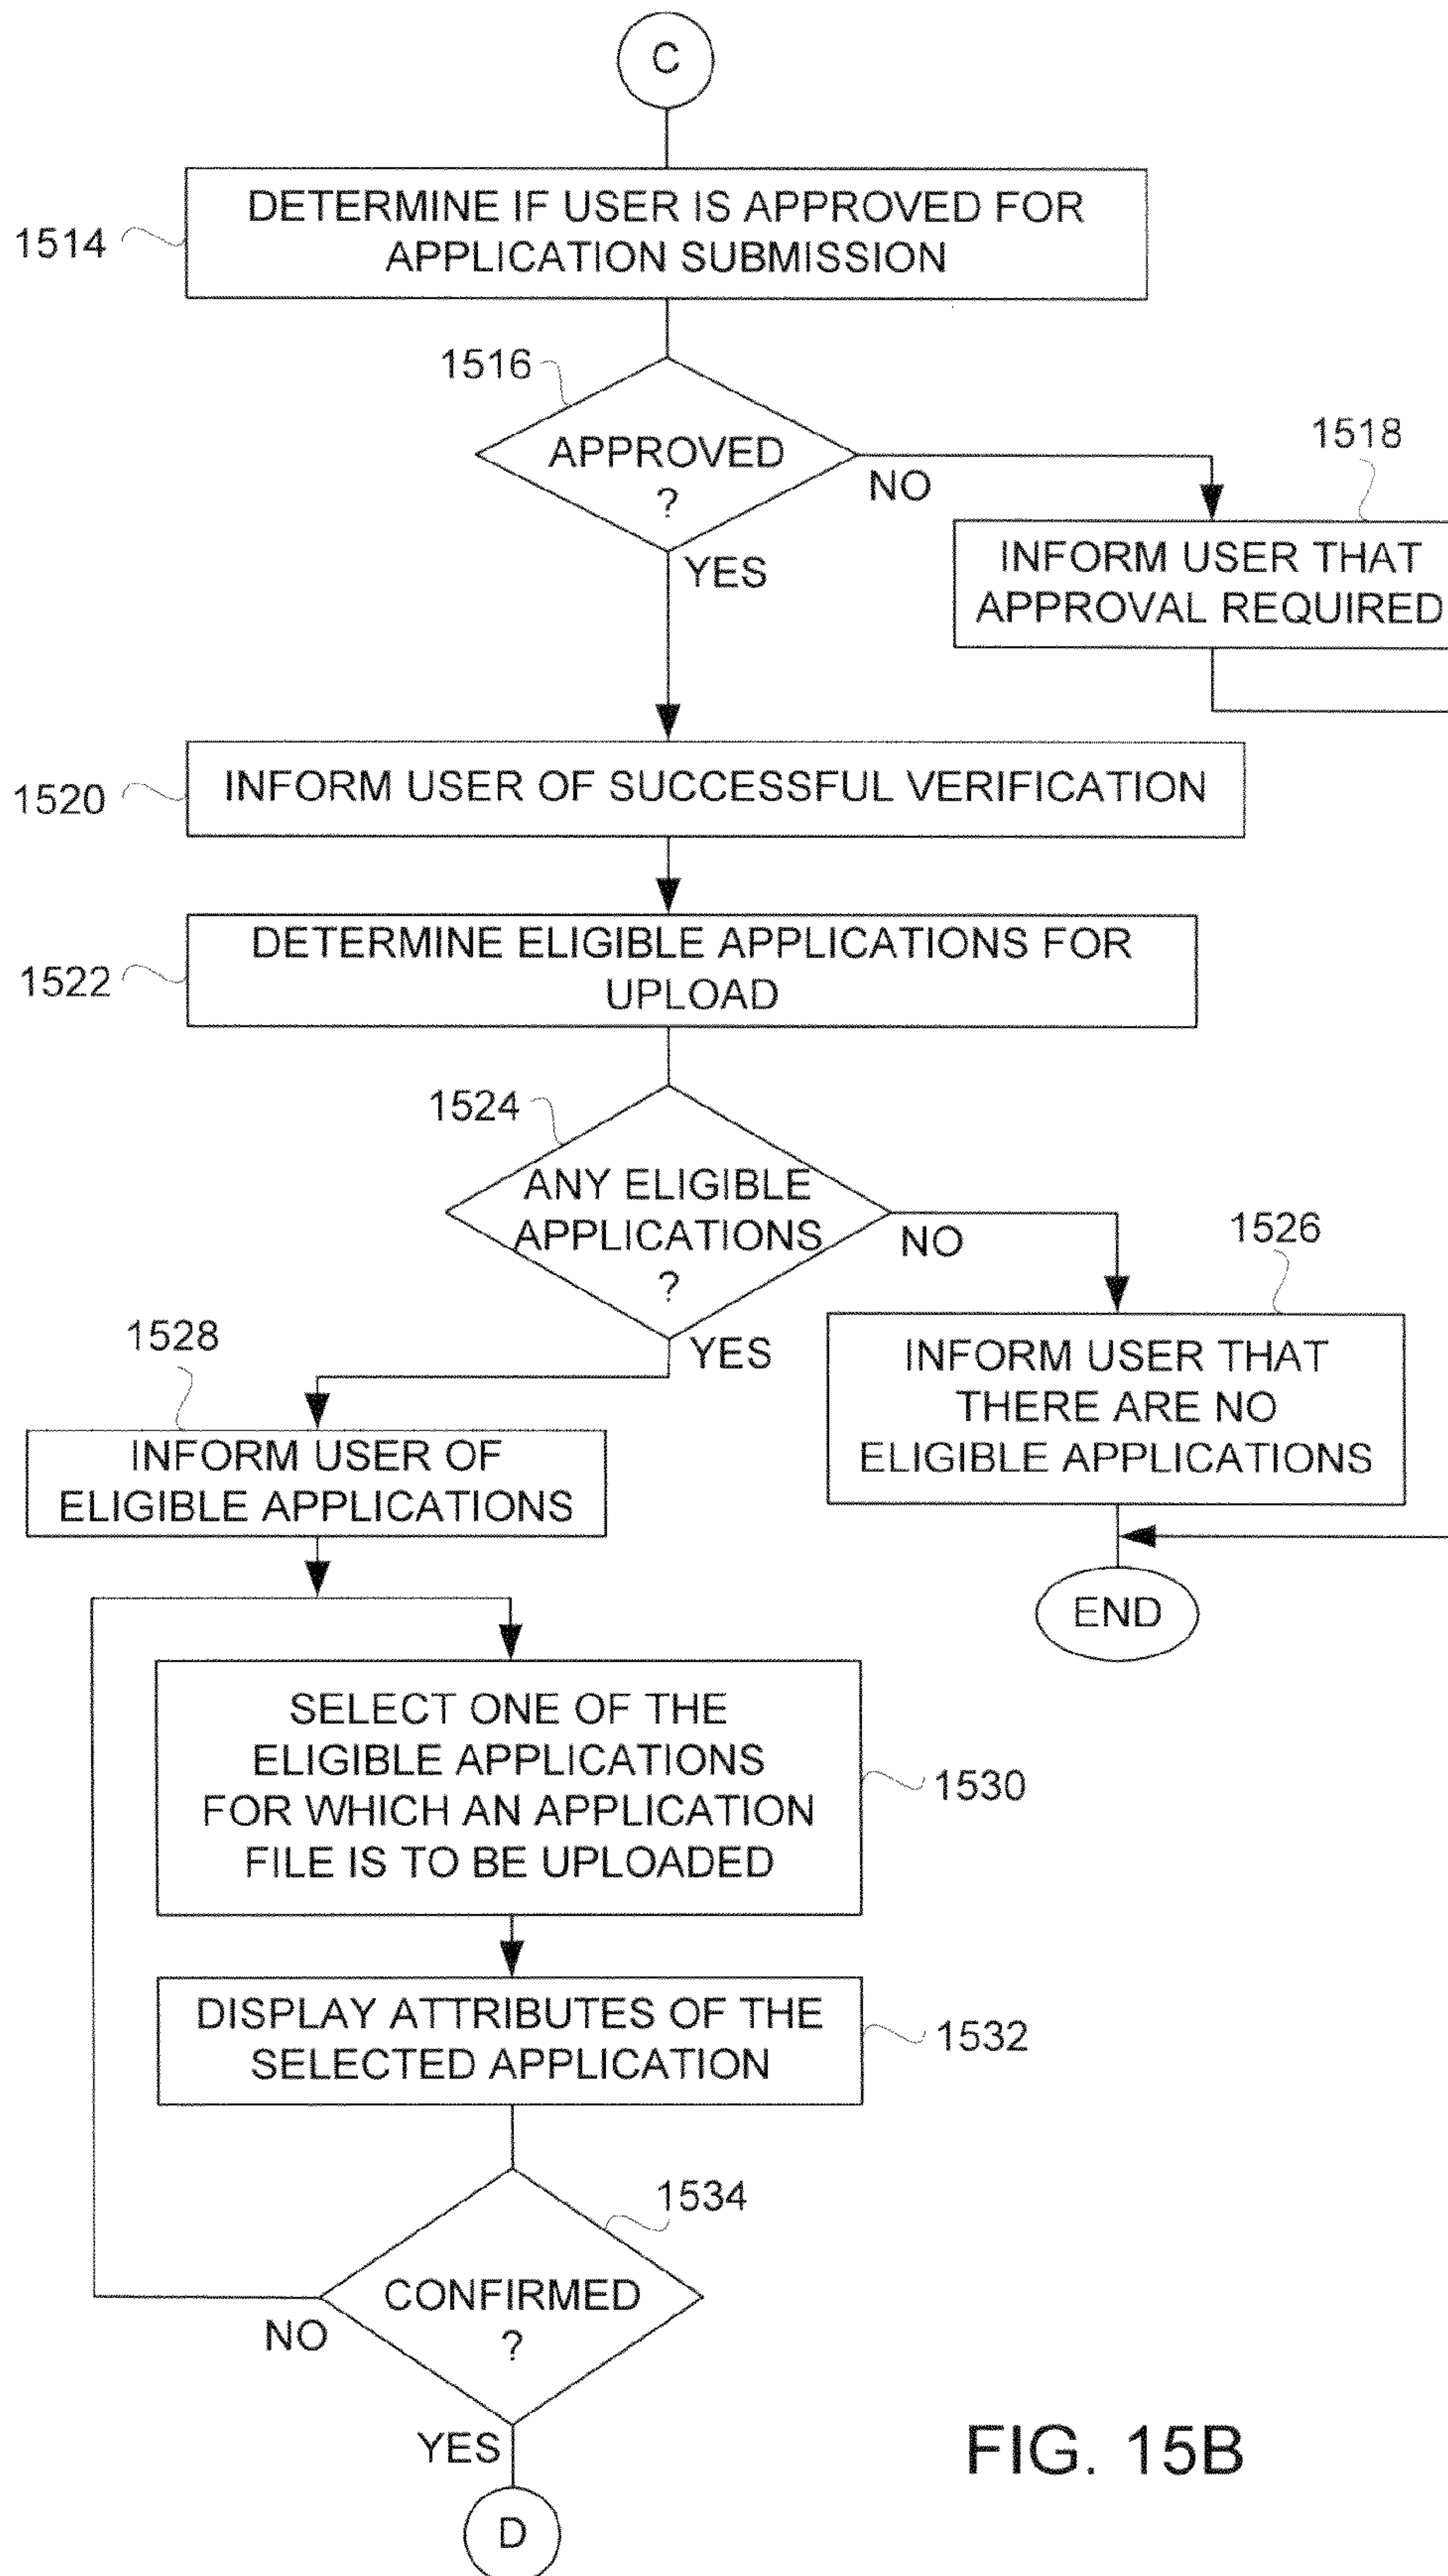 C
DETERMINE IF USER IS APPROVED FOR
APPLICATION SUBMISSION
1514
1516
APPROVED
?
NO
YES
1518
INFORM USER THAT
APPROVAL REQUIRED
INFORM USER OF SUCCESSFUL VERIFICATION
1520
DETERMINE ELIGIBLE APPLICATIONS FOR
UPLOAD
1522
1524
ANY ELIGIBLE
APPLICATIONS
?
NO
YES
1526
INFORM USER THAT
THERE ARE NO
ELIGIBLE APPLICATIONS
1528
INFORM USER OF
ELIGIBLE APPLICATIONS
END
SELECT ONE OF THE
ELIGIBLE APPLICATIONS
FOR WHICH AN APPLICATION
FILE IS TO BE UPLOADED
1530
DISPLAY ATTRIBUTES OF THE
SELECTED APPLICATION
1532
1534
CONFIRMED
?
NO
YES
D
FIG. 15B